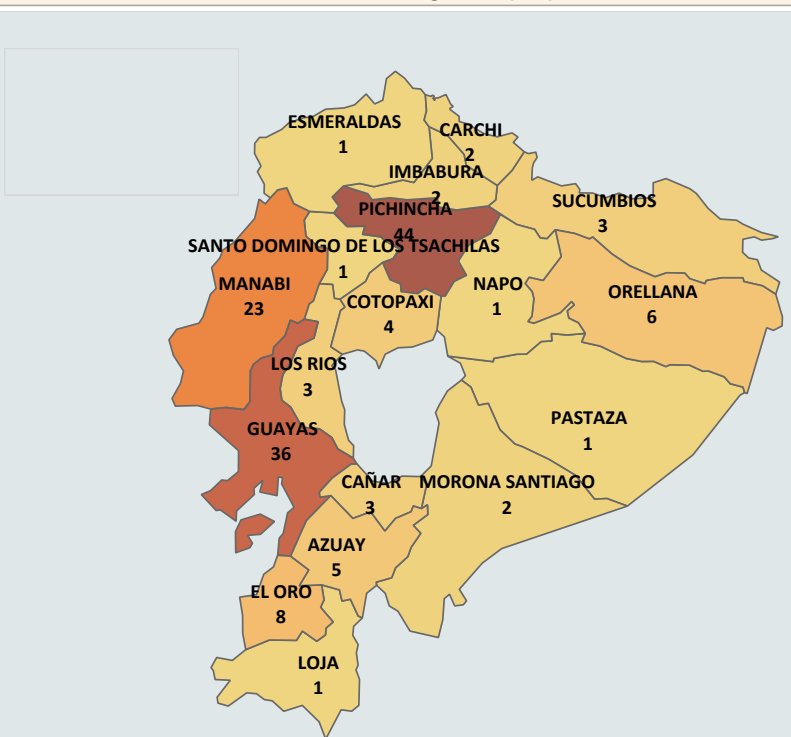 ESMERALDAS
1
CARCHI
2
IMBABURA
2
PICHINCHA
44
SUCUMBIOS
3
SANTO DOMINGO DE LOS TSACHILAS
1
MANABI
23
NAPO
1
ORELLANA
6
COTOPAXI
4
LOS RIOS
3
GUAYAS
36
PASTAZA
1
CAÑAR
3
MORONA SANTIAGO
2
AZUAY
5
EL ORO
8
LOJA
1